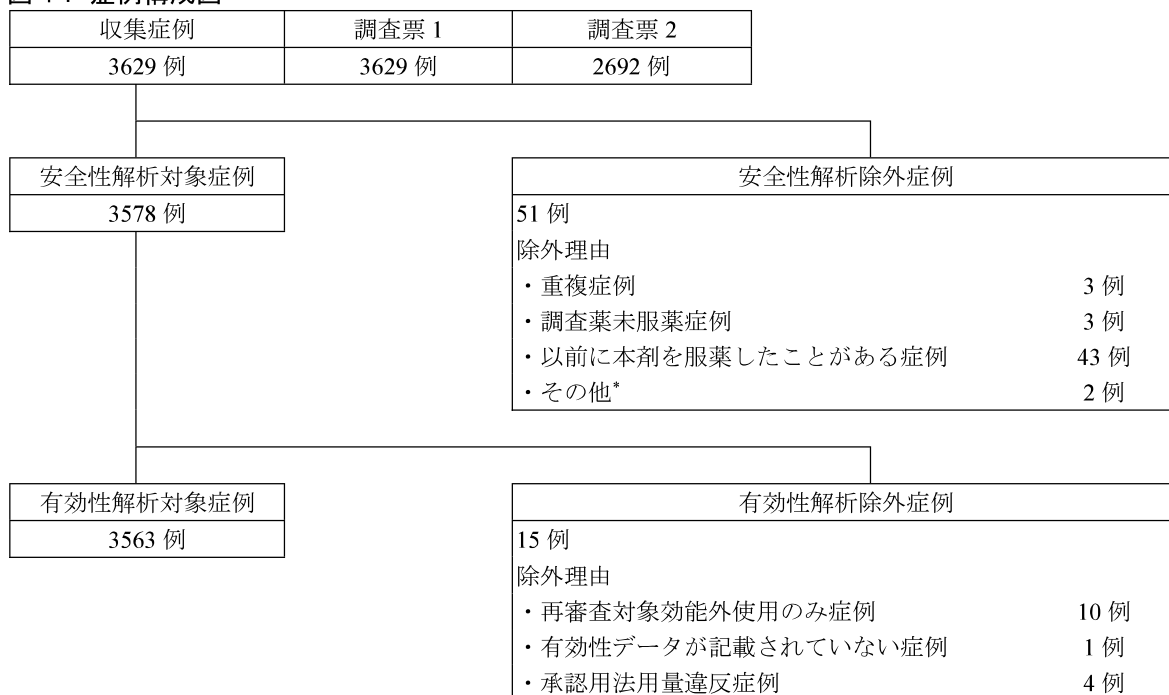 収集症例 調査票 1 調査票 2
3629 例 3629 例 2692 例
安全性解析対象症例
3578 例
安全性解析除外症例
51 例
除外理由
・重複症例 3 例
・調査薬未服薬症例 3 例
・以前に本剤を服薬したことがある症例 43 例
・その他* 2 例
有効性解析対象症例
3563 例
有効性解析除外症例
15 例
除外理由
・再審査対象効能外使用のみ症例 10 例
・有効性データが記載されていない症例 1 例
・承認用法用量違反症例 4 例